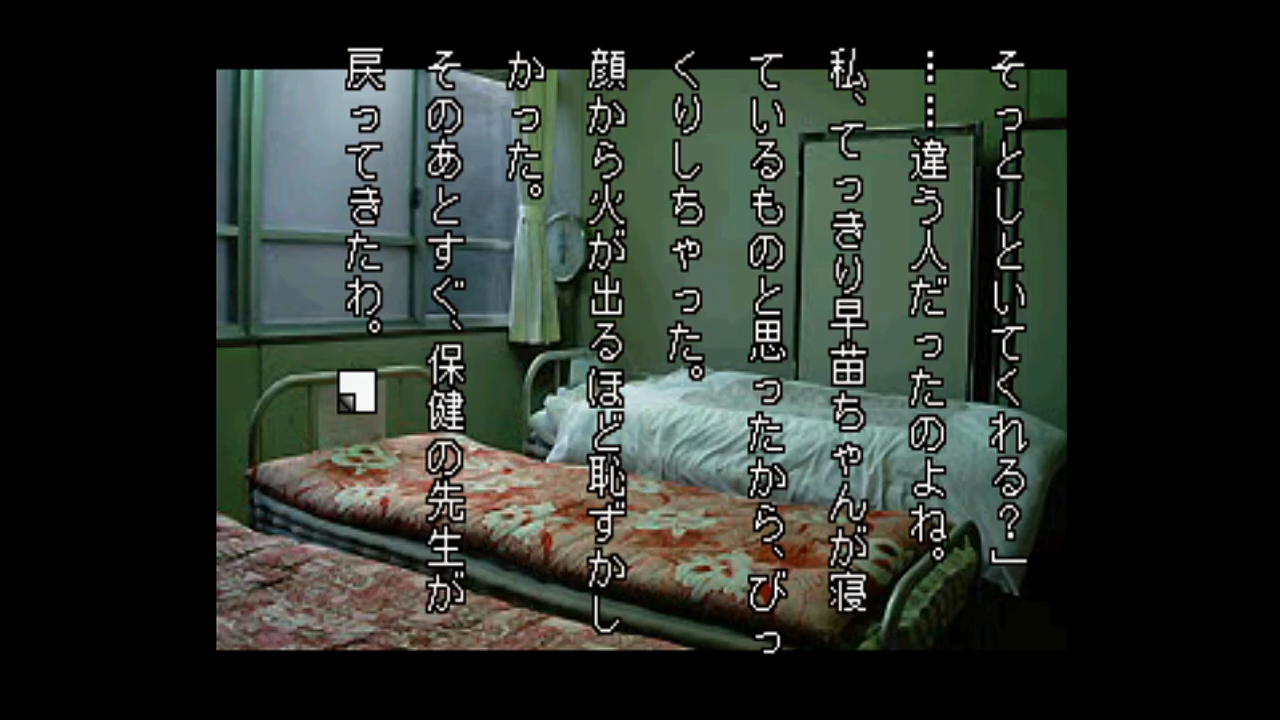 そっとしといてくれる？」
……違う人だったのよね。
私、てっきり早苗ちゃんが寝
ているものと思ったから、びっ
くりしちゃった。
顔から火が出るほど恥ずかし
かった。
そのあとすぐ、保健の先生が
戻ってきたわ。